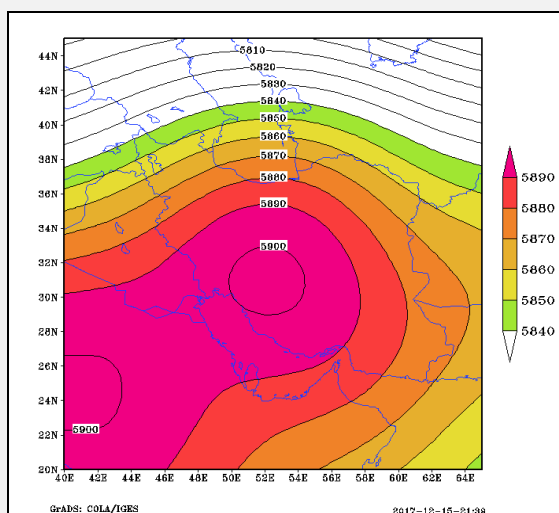 44N
42N
40N
38N
36N
34N
32N
30N
28N
26N
24N
22N
20N
5810
5820
5830
5840
5850
5860
5870
5880
5890
5900
5900
5890
5880
5870
5860
5850
5840
40E 42E 44E 46E 48E 50E 52E 54E 56E 58E 60E 62E 64E
GrADS: COLA/IGES 2017-12-15-21:39